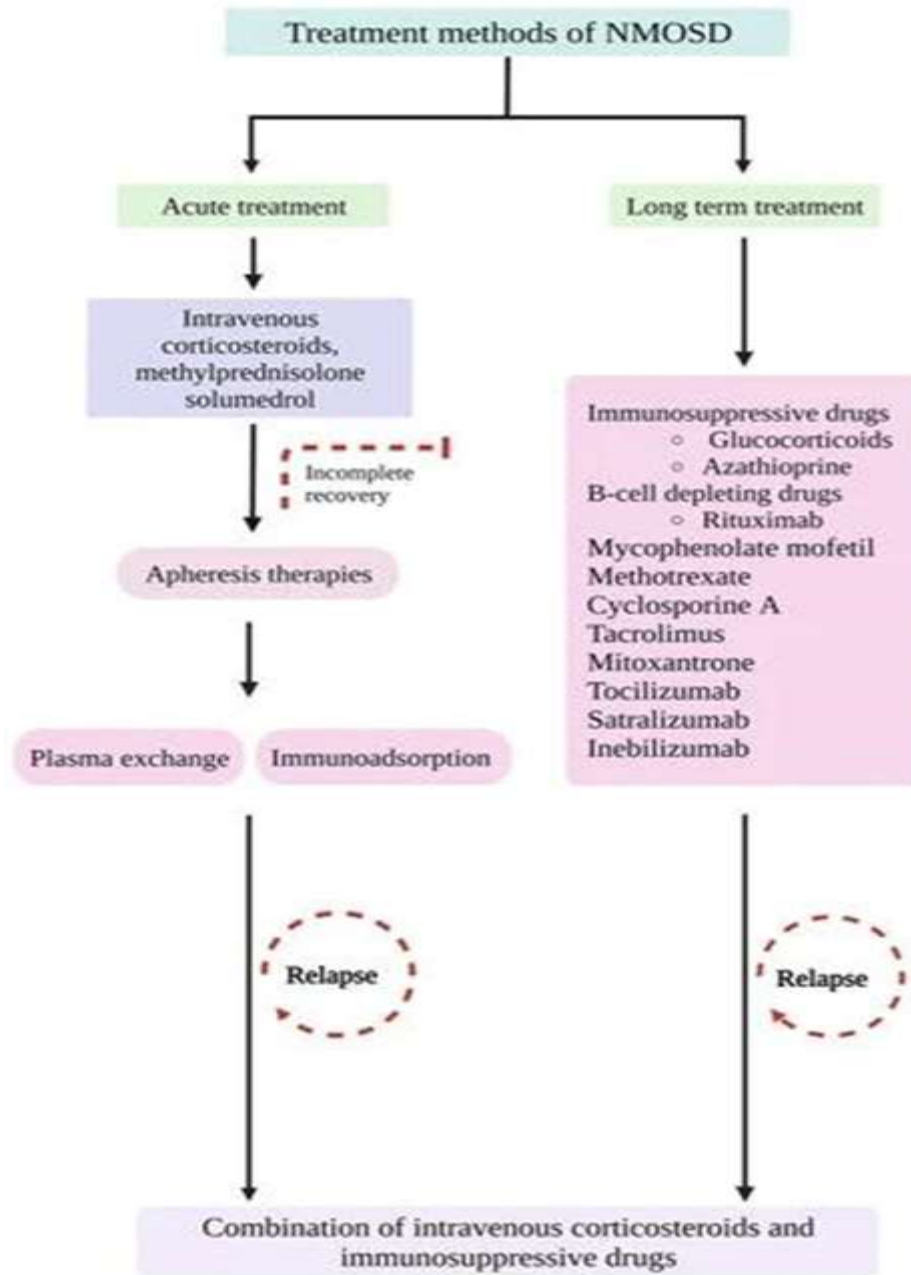 Treatment methods of NMOSD
Acute treatment
Intravenous
corticosteroids,
methylprednisolone
solumedrol
Incomplete
recovery
Apheresis therapies
Plasma exchange
Immunoadsorption
Relapse
Long term treatment
Immunosuppressive drugs
○ Glucocorticoids
○ Azathioprine
B-cell depleting drugs
○ Rituximab
Mycophenolate mofetil
Methotrexate
Cyclosporine A
Tacrolimus
Mitoxantrone
Tocilizumab
Satralizumab
Inebilizumab
Relapse
Combination of intravenous corticosteroids and
immunosuppressive drugs